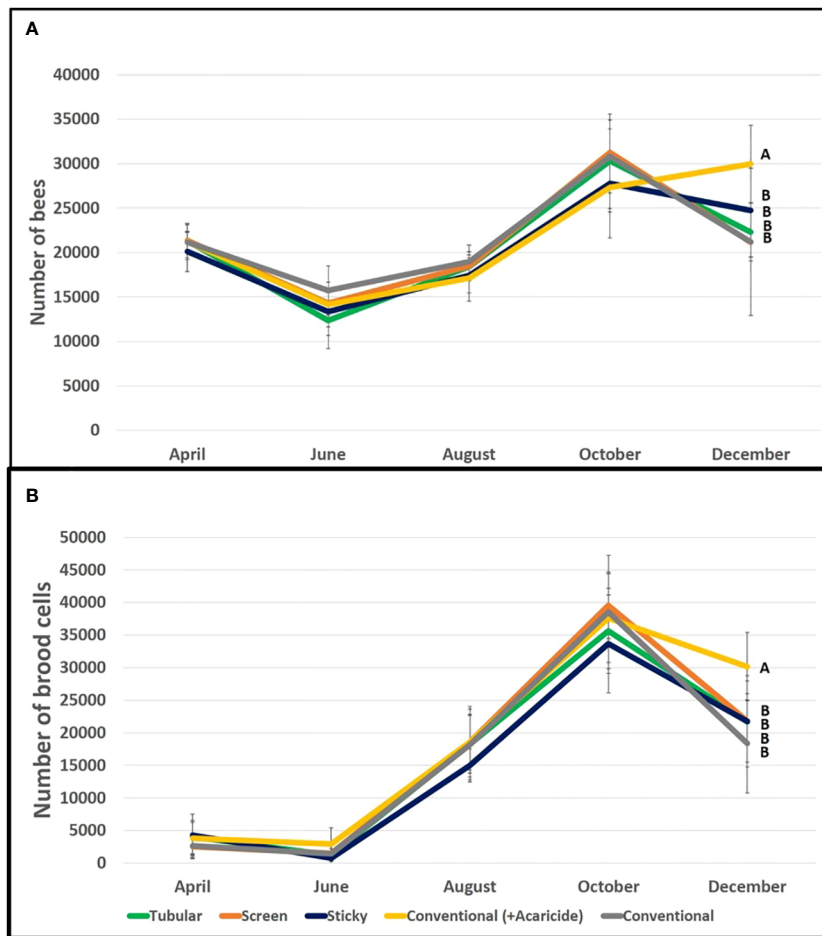 A
40000
35000
30000
25000
20000
15000
10000
5000
0
Number of bees
A
B
B
B
B
April June August October December
B
50000
45000
40000
35000
30000
25000
20000
15000
10000
5000
0
Number of brood cells
A
B
B
B
B
April June August October December
Tubular Screen Sticky Conventional (+Acaricide) Conventional